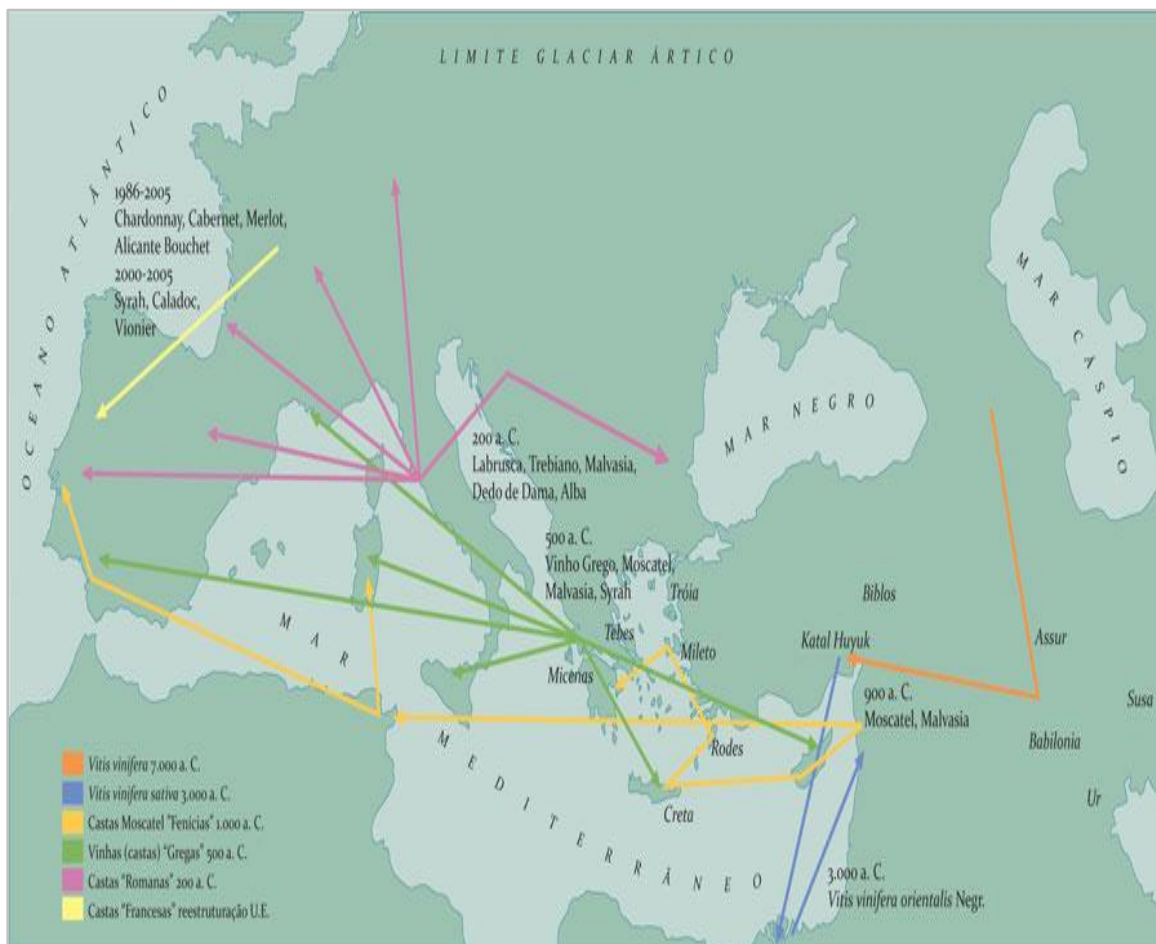 LIMITE GLACIAR ÁRTICO
OCEANO ATLÂNTICO
1986-2005
Chardonnay, Cabernet, Merlot,
Alicante Bouchet
2000-2005
Syrah, Caladoc,
Vionier
MAR CÁSPIO
MAR NEGRO
200 a. C.
Labrusca, Trebiano, Malvasia,
Dedo de Dama, Alba
500 a. C.
Vinho Grego, Moscatel,
Malvasia, Syrah
Tróia
Biblos
Tebes
Katal Huyuk
Assur
Mileto
Micenas
900 a. C.
Moscatel, Malvasia
Susa
Rodes
Babilonia
Ur
Creta
MAR MEDITERRÂNEO
3.000 a. C.
Vitis vinifera orientalis Negr.
Vitis vinifera 7.000 a. C.
Vitis vinifera sativa 3.000 a. C.
Castas Moscatel "Fenícias" 1.000 a. C.
Vinhas (castas) "Gregas" 500 a. C.
Castas "Romanas" 200 a. C.
Castas "Francesas" reestruturação U.E.